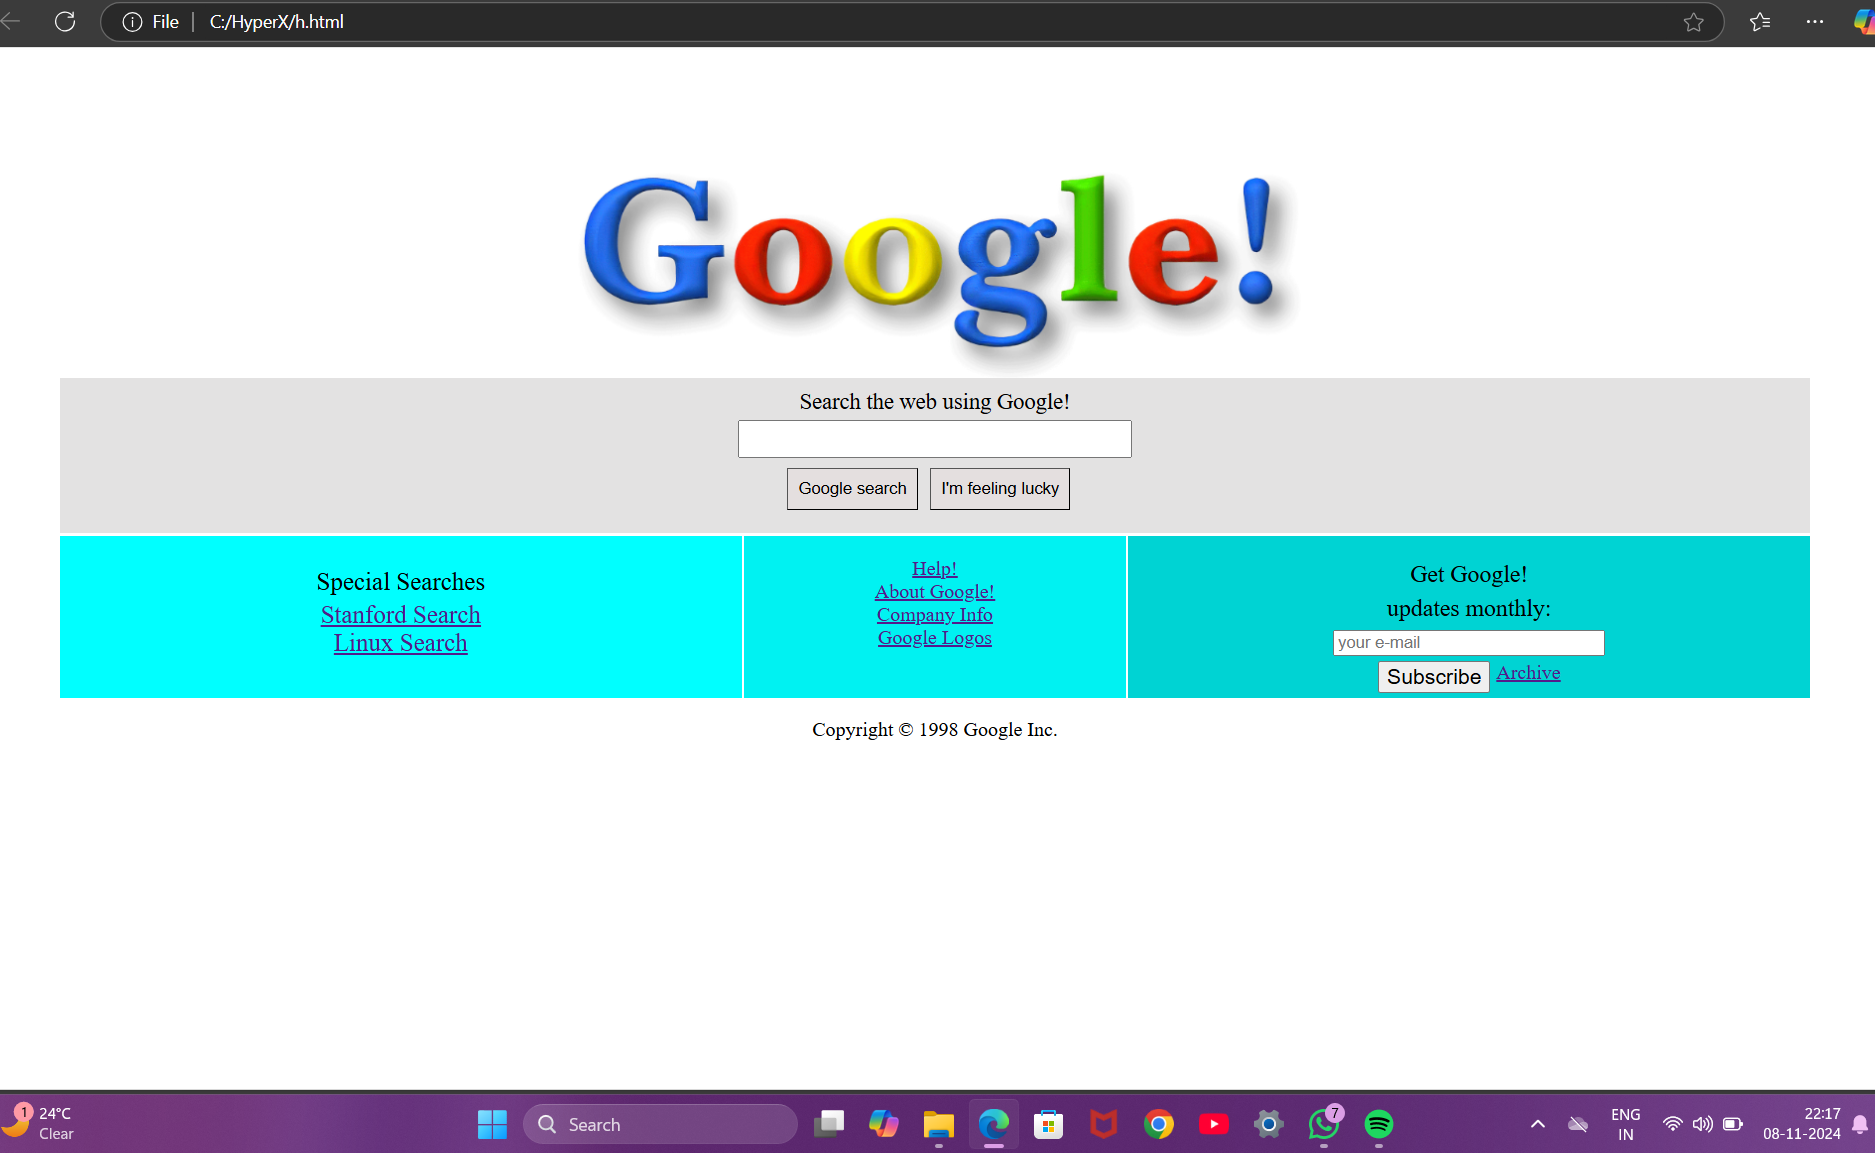 File C:/HyperX/h.html
Google!
Search the web using Google!
Google search I'm feeling lucky
Special Searches
Stanford Search
Linux Search
Help!
About Google!
Company Info
Google Logos
Get Google!
updates monthly:
your e-mail
Subscribe Archive
Copyright © 1998 Google Inc.
1
24°C
Clear
Search
7
ENG
IN
22:17
08-11-2024